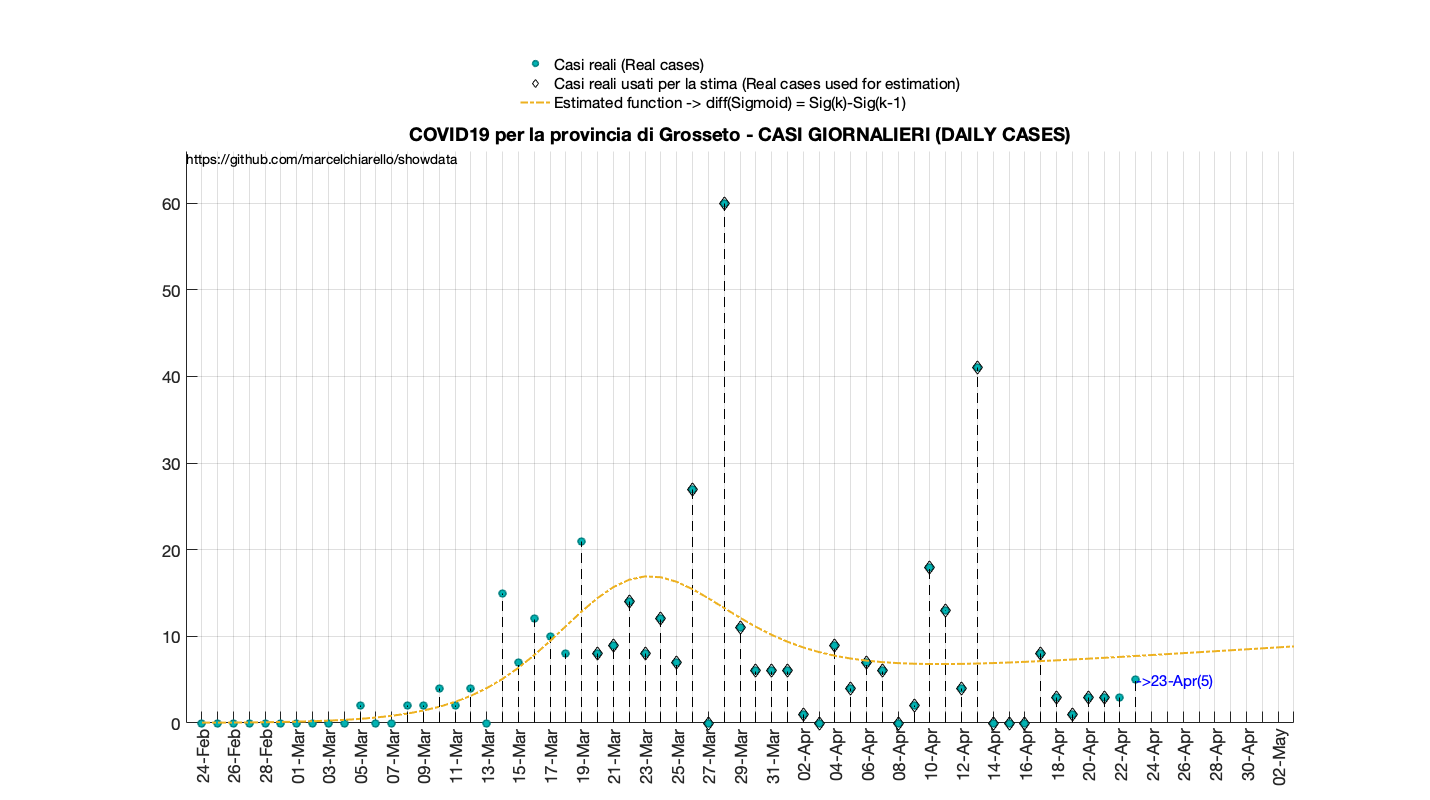 Casi reali (Real cases)
Casi reali usati per la stima (Real cases used for estimation)
Estimated function -> diff(Sigmoid) = Sig(k)-Sig(k-1)
COVID19 per la provincia di Grosseto - CASI GIORNALIERI (DAILY CASES)
https://github.com/marcelchiarello/showdata
60
50
40
30
20
10
0
->23-Apr(5)
24-Feb
26-Feb
28-Feb
01-Mar
03-Mar
05-Mar
07-Mar
09-Mar
11-Mar
13-Mar
15-Mar
17-Mar
19-Mar
21-Mar
23-Mar
25-Mar
27-Mar
29-Mar
31-Mar
02-Apr
04-Apr
06-Apr
08-Apr
10-Apr
12-Apr
14-Apr
16-Apr
18-Apr
20-Apr
22-Apr
24-Apr
26-Apr
28-Apr
30-Apr
02-May